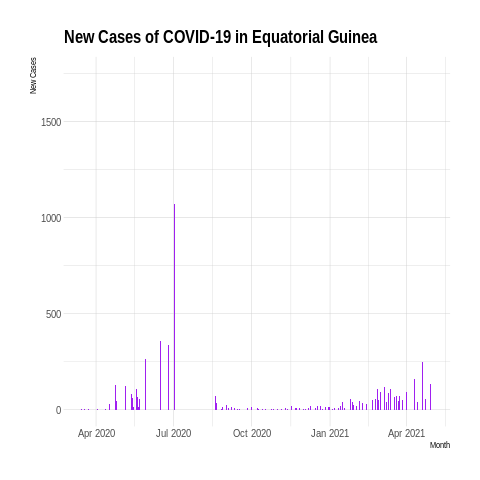 New Cases of COVID-19 in Equatorial Guinea
New Cases
1500
1000
500
0
Apr 2020 Jul 2020 Oct 2020 Jan 2021 Apr 2021
Month